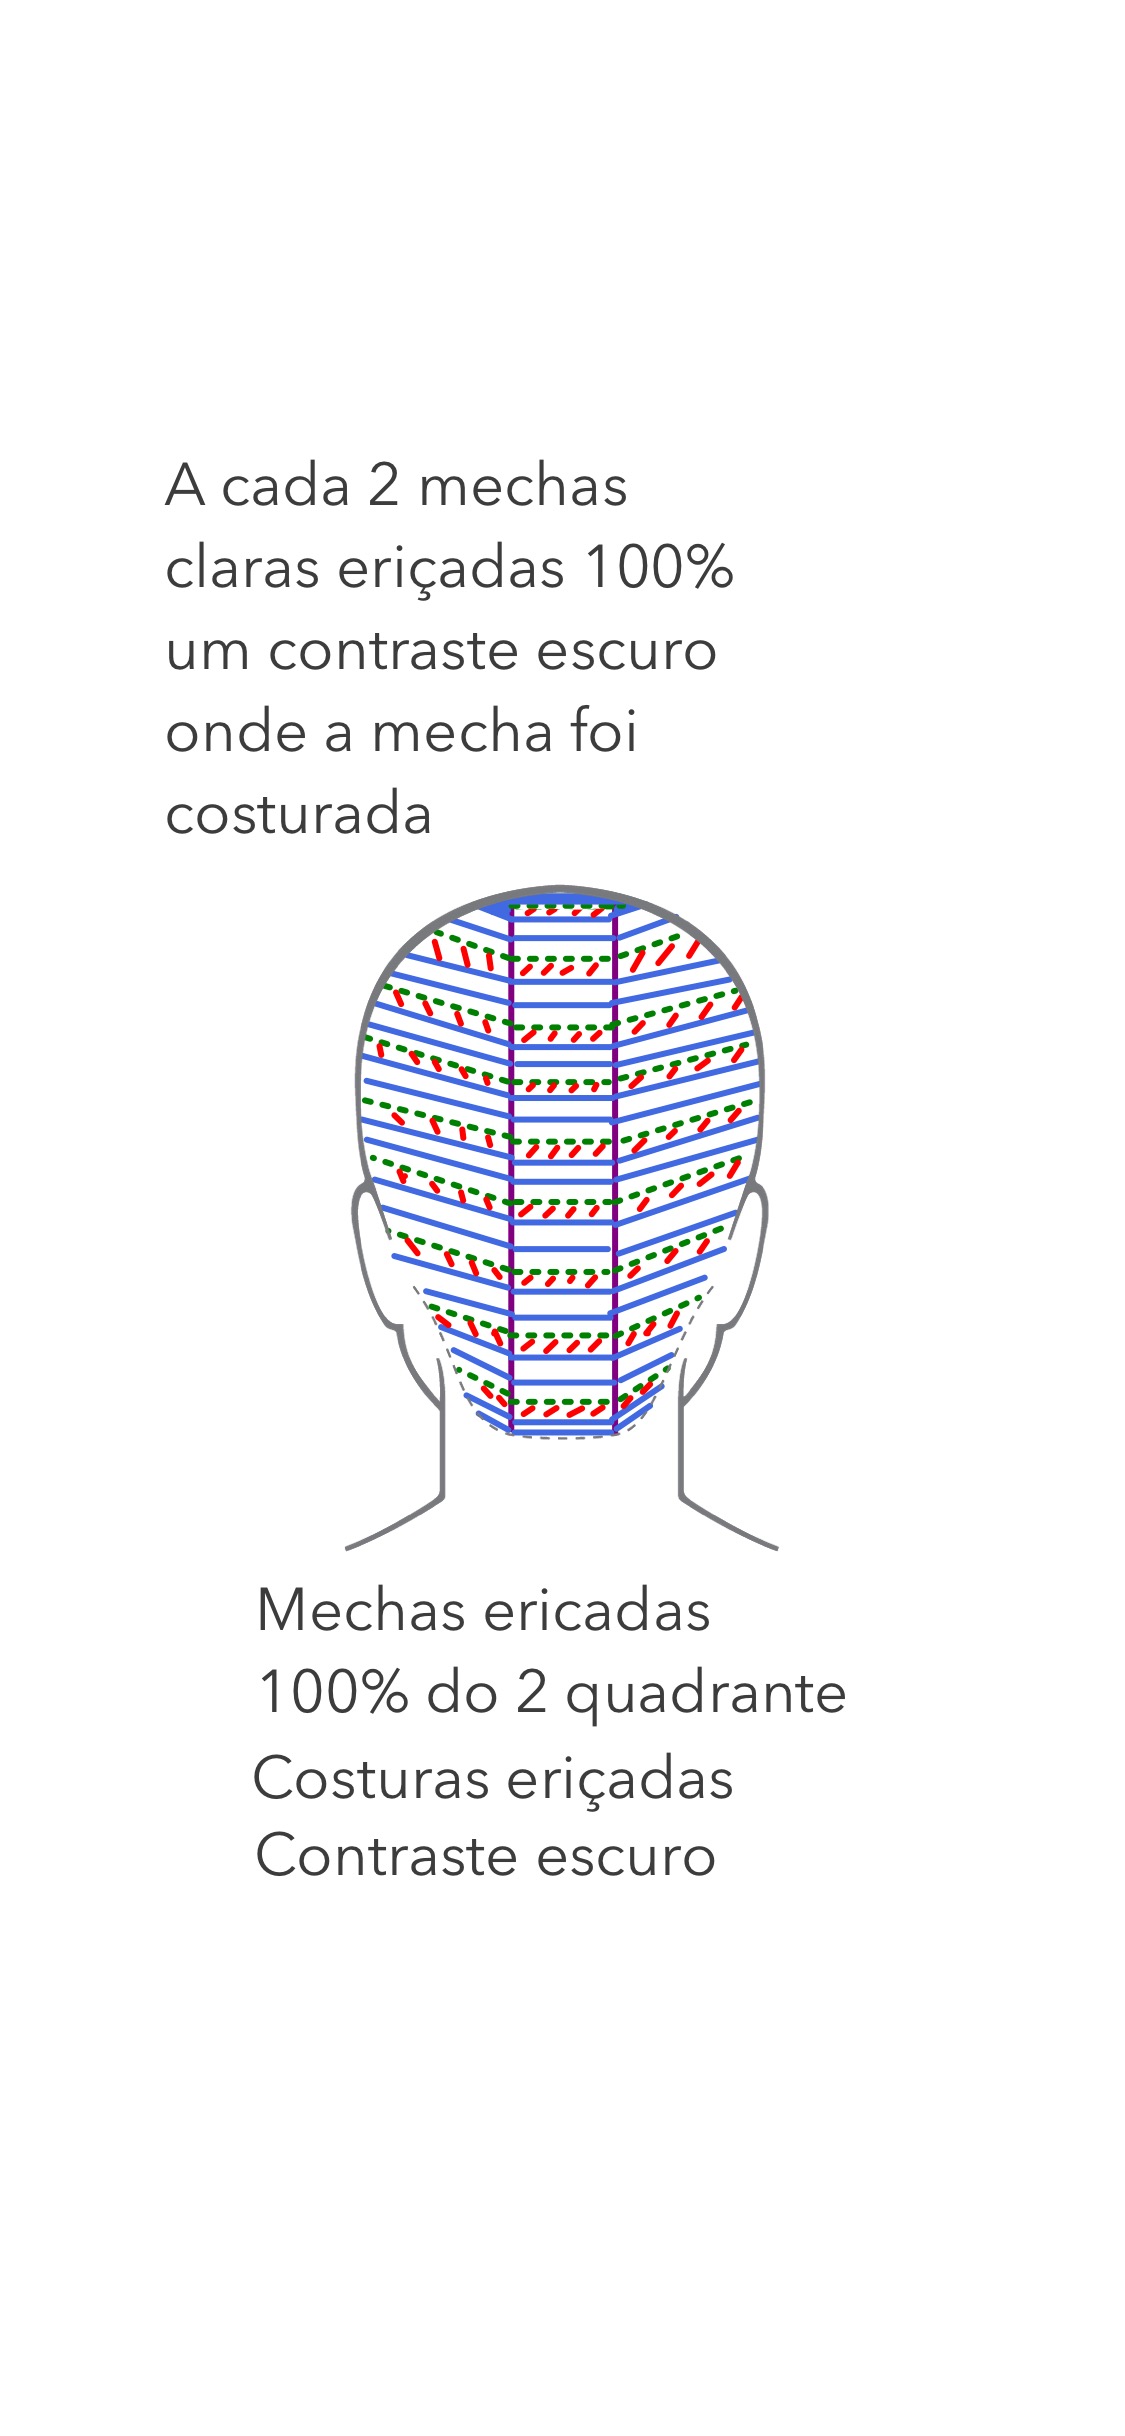 A cada 2 mechas
claras eriçadas 100%
um contraste escuro
onde a mecha foi
costurada
Mechas ericadas
100% do 2 quadrante
Costuras eriçadas
Contraste escuro